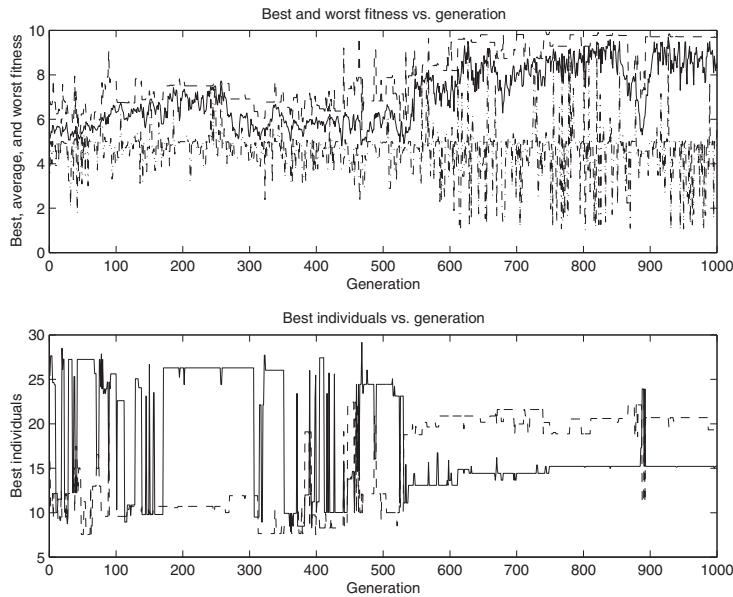 Best and worst fitness vs. generation
Best, average, and worst fitness
10
8
6
4
2
0
0 100 200 300 400 500 600 700 800 900 1000
Generation
Best individuals vs. generation
Best individuals
30
25
20
15
10
5
0 100 200 300 400 500 600 700 800 900 1000
Generation